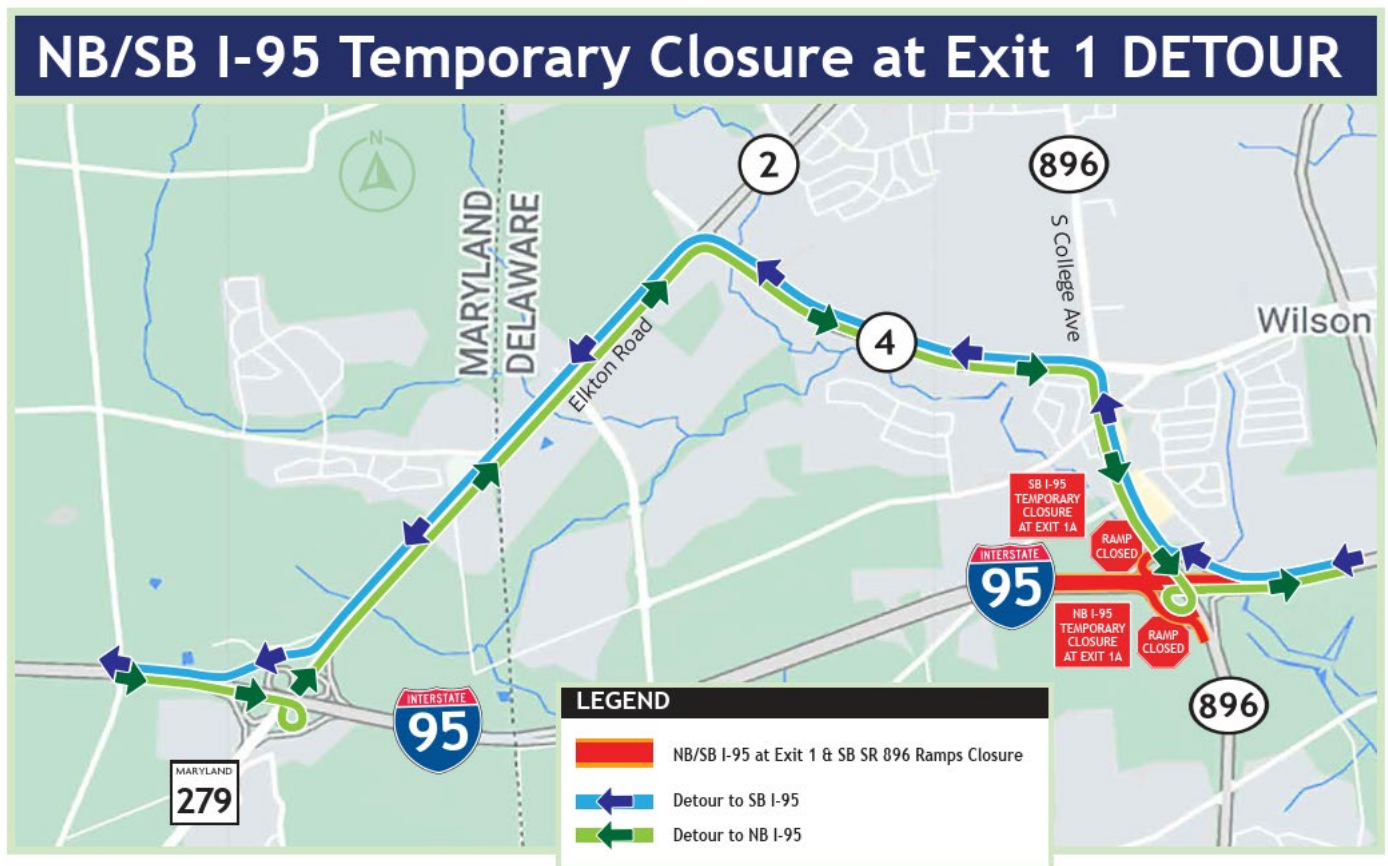 NB/SB I-95 Temporary Closure at Exit 1 DETOUR
N
2
896
MARYLAND
DELAWARE
S College Ave
Wilson
4
Elkton Road
SB I-95
TEMPORARY
CLOSURE
AT EXIT 1A
RAMP
CLOSED
INTERSTATE
95
NB I-95
TEMPORARY
CLOSURE
AT EXIT 1A
RAMP
CLOSED
INTERSTATE
95
896
MARYLAND
279
LEGEND
NB/SB I-95 at Exit 1 & SB SR 896 Ramps Closure
Detour to SB I-95
Detour to NB I-95